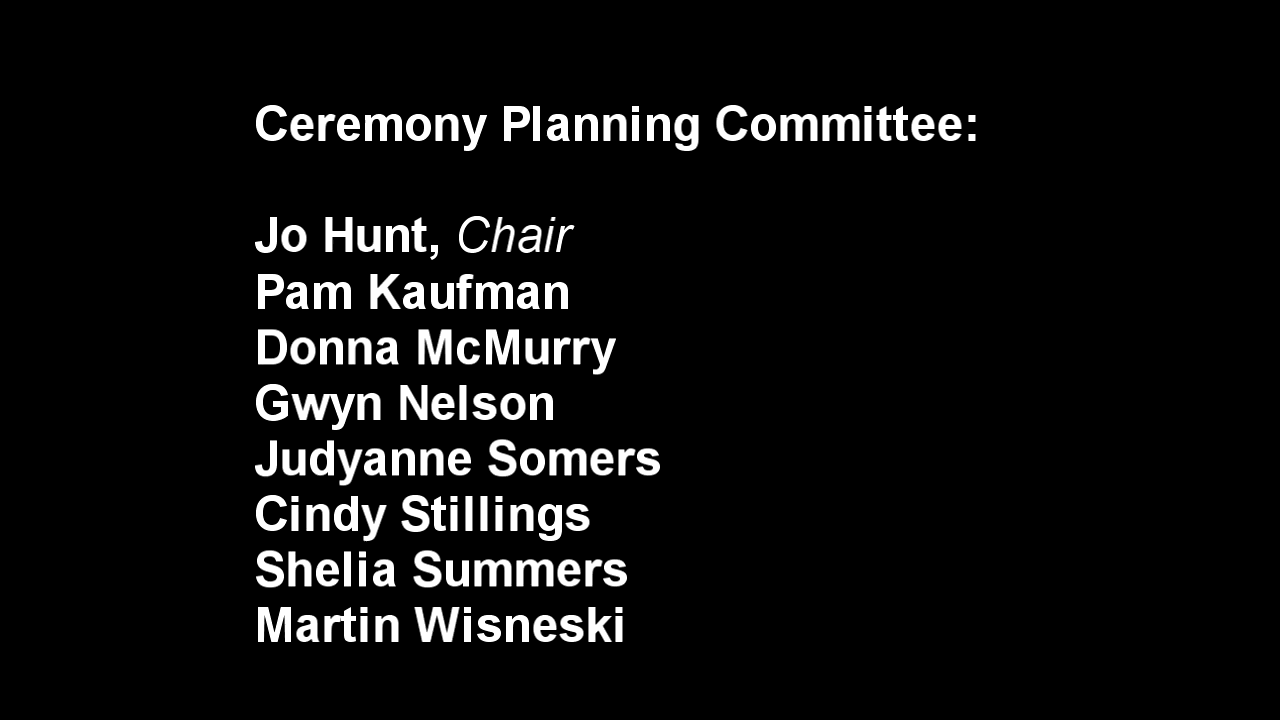 Ceremony Planning Committee:
Jo Hunt, Chair
Pam Kaufman
Donna McMurry
Gwyn Nelson
Judyanne Somers
Cindy Stillings
Shelia Summers
Martin Wisneski